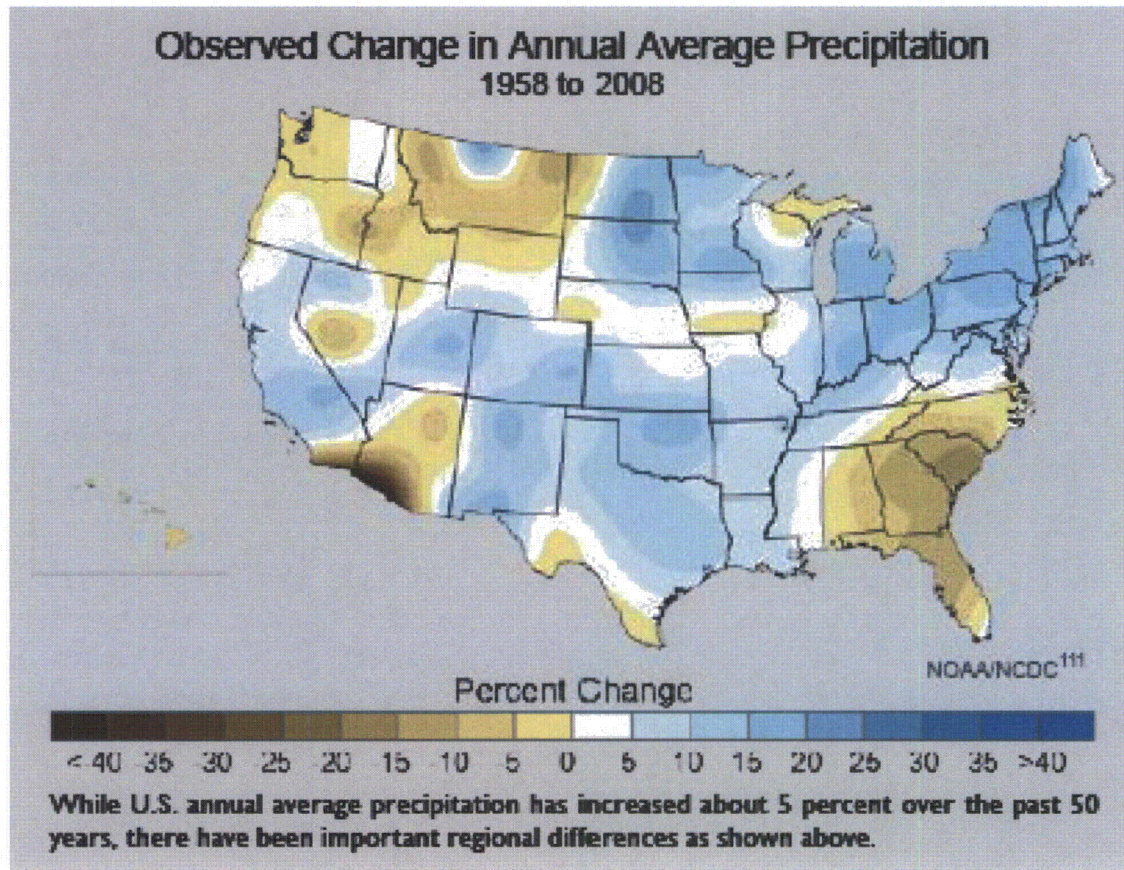 Observed Change in Annual Average Precipitation
1958 to 2008
NOAA/NCDC111
Percent Change
<-40 -35 -30 25 -20 15 -10 -5 0 5 10 15 20 25 30 35 >40
While U.S. annual average precipitation has increased about 5 percent over the past 50
years, there have been important regional differences as shown above.